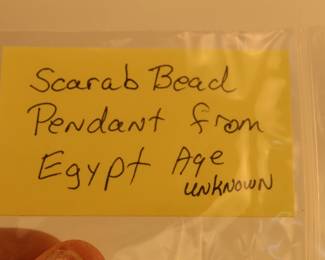 Scarab Bead
Pendant from
Egypt Age
UNKNOWN